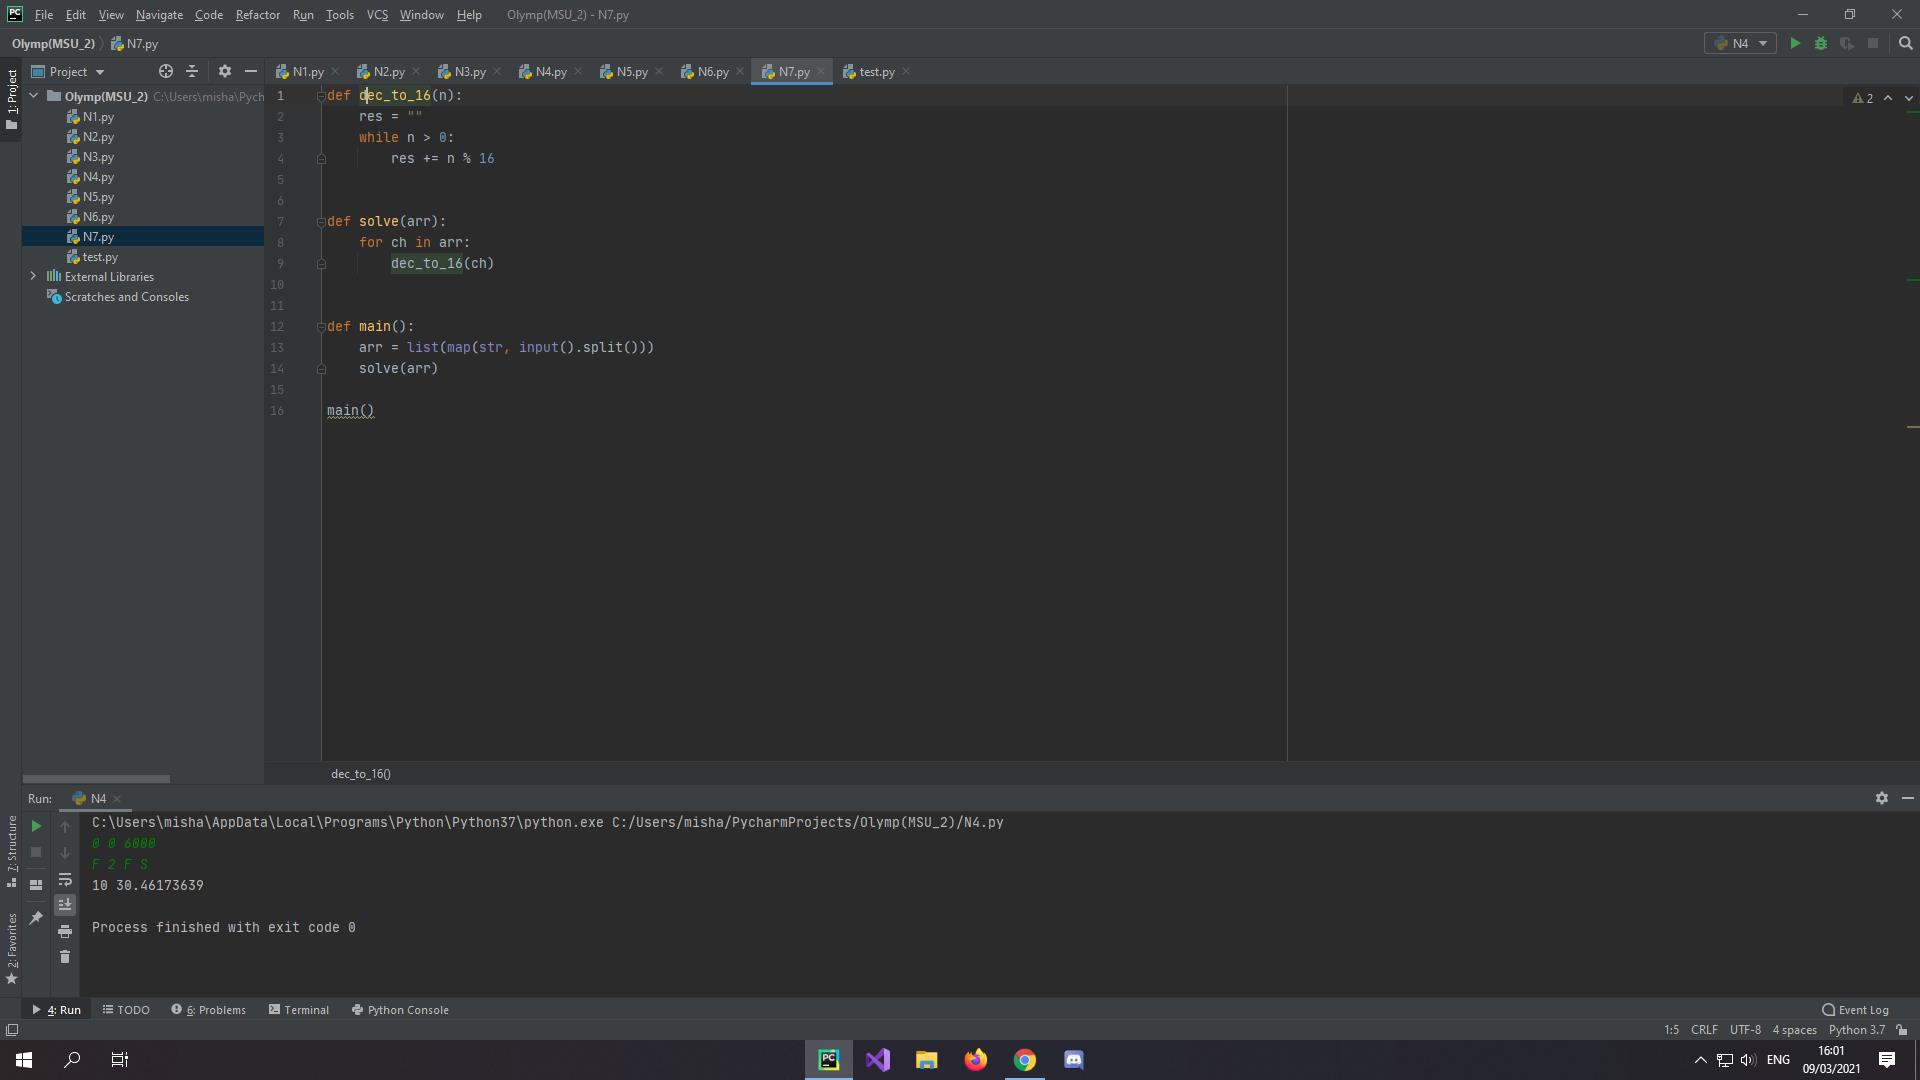 PC File Edit View Navigate Code Refactor Run Tools VCS Window Help Olymp(MSU_2) - N7.py
Olymp(MSU_2) N7.py N4
Project N1.py N2.py N3.py N4.py N5.py N6.py N7.py test.py
1: Project
Olymp(MSU_2) C:\Users\misha\Pych
N1.py
N2.py
N3.py
N4.py
N5.py
N6.py
N7.py
test.py
External Libraries
Scratches and Consoles
2
1 def dec_to_16(n):
2 res = ""
3 while n > 0:
4 res += n % 16
5
6
7 def solve(arr):
8 for ch in arr:
9 dec_to_16(ch)
10
11
12 def main():
13 arr = list(map(str, input().split()))
14 solve(arr)
15
16 main()
dec_to_16()
Run: N4
C:\Users\misha\AppData\Local\Programs\Python\Python37\python.exe C:/Users/misha/PycharmProjects/Olymp(MSU_2)/N4.py
0 0 6000
F 2 F S
10 30.46173639
Process finished with exit code 0
7: Structure
2: Favorites
4: Run TODO 6: Problems Terminal Python Console Event Log
1:5 CRLF UTF-8 4 spaces Python 3.7
PC ENG 16:01
09/03/2021